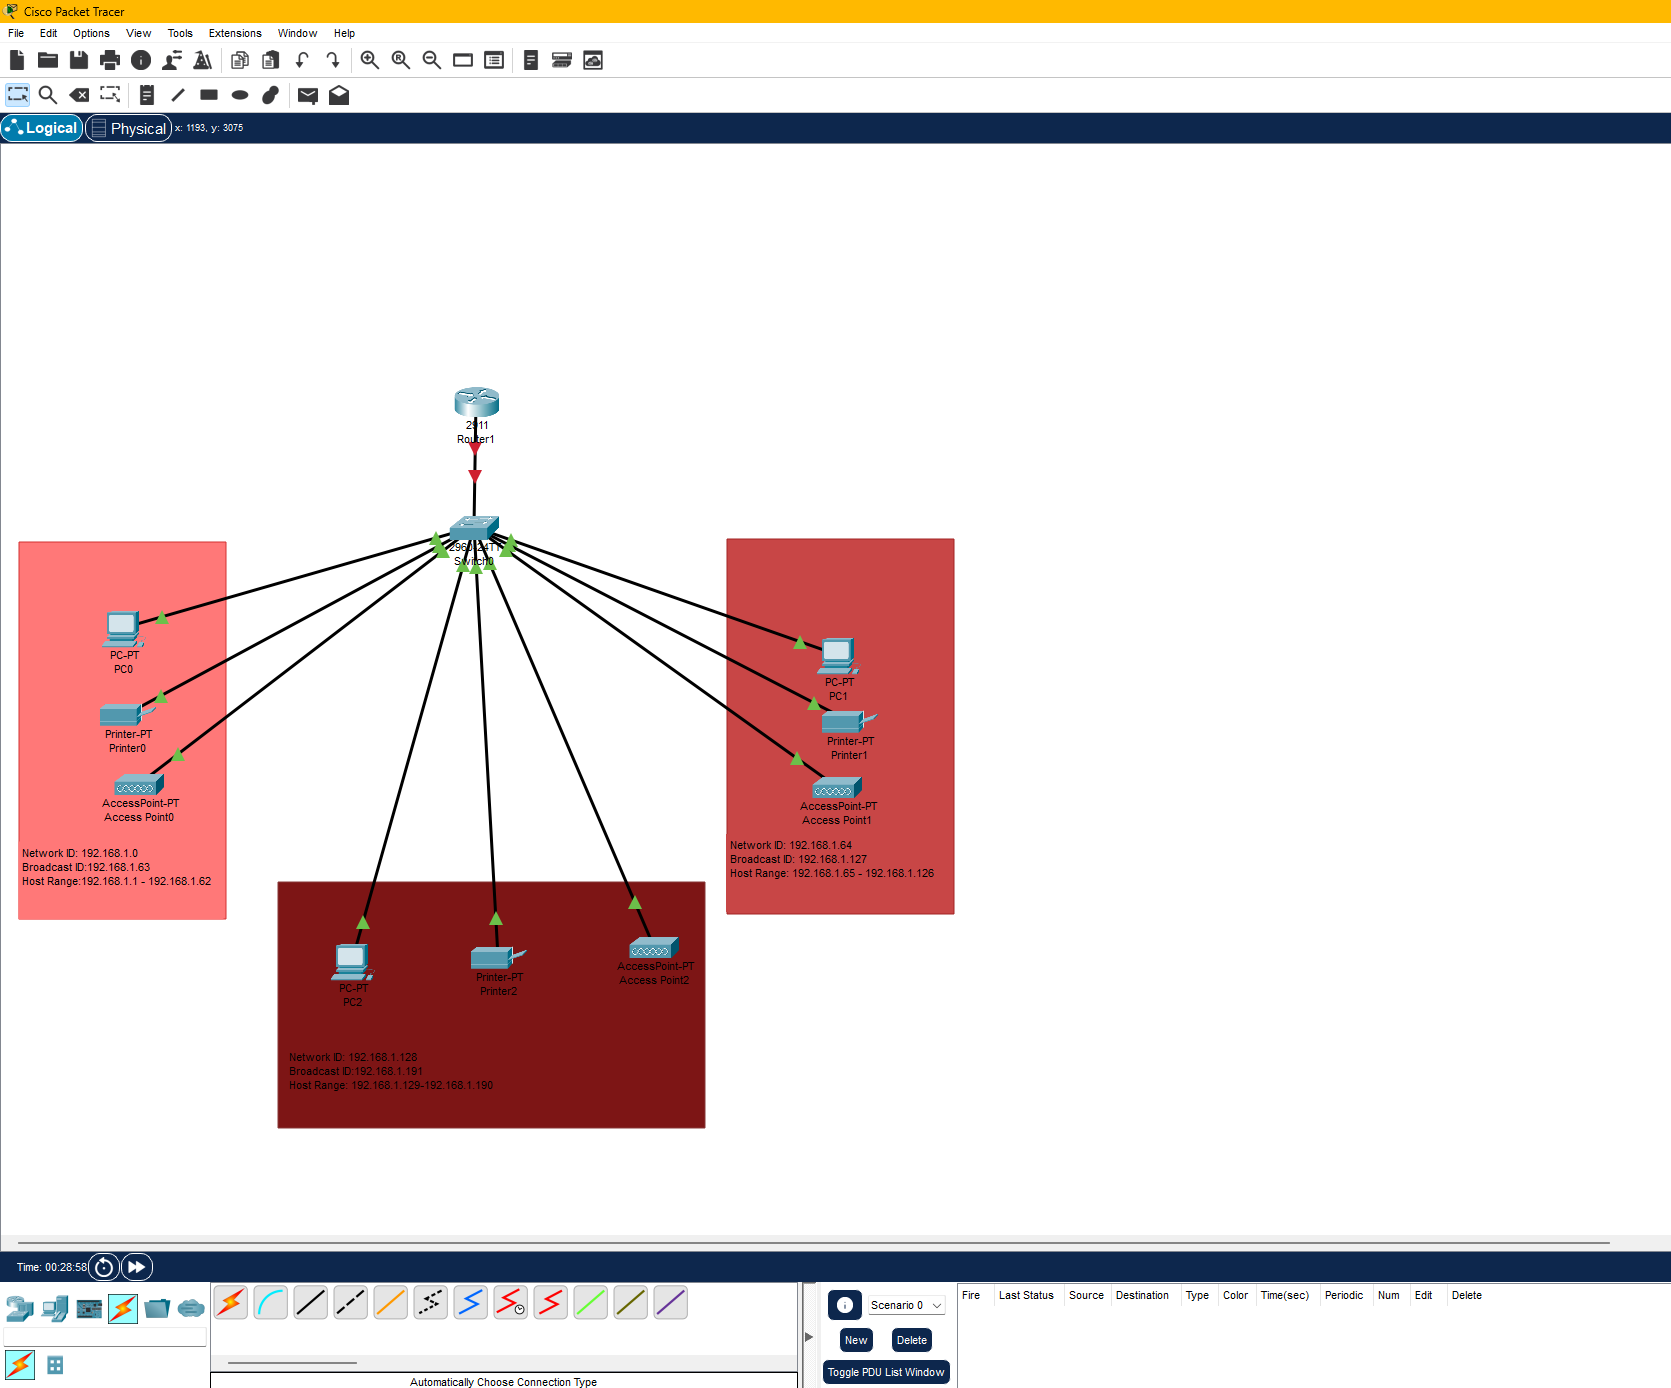 Cisco Packet Tracer
File Edit Options View Tools Extensions Window Help
Logical Physical x: 1193, y: 3075
2911
Router1
2960-24TT
Switch0
PC-PT
PC0
Printer-PT
Printer0
AccessPoint-PT
Access Point0
Network ID: 192.168.1.0
Broadcast ID:192.168.1.63
Host Range:192.168.1.1 - 192.168.1.62
PC-PT
PC1
Printer-PT
Printer1
AccessPoint-PT
Access Point1
Network ID: 192.168.1.64
Broadcast ID: 192.168.1.127
Host Range: 192.168.1.65 - 192.168.1.126
PC-PT
PC2
Printer-PT
Printer2
AccessPoint-PT
Access Point2
Network ID: 192.168.1.128
Broadcast ID:192.168.1.191
Host Range: 192.168.1.129-192.168.1.190
Time: 00:28:58
Scenario 0
New Delete
Toggle PDU List Window
Fire Last Status Source Destination Type Color Time(sec) Periodic Num Edit Delete
Automatically Choose Connection Type